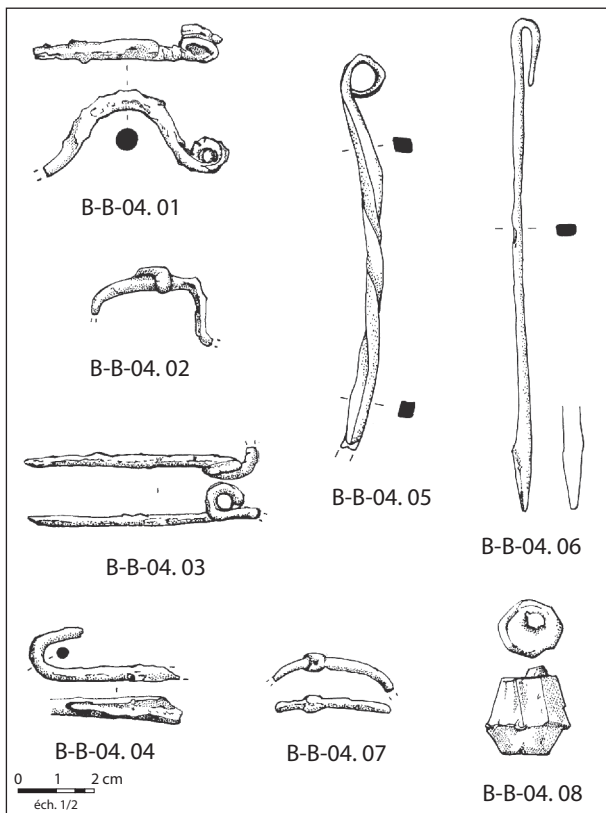 B-B-04. 01
B-B-04. 02
B-B-04. 03
B-B-04. 04
B-B-04. 05
B-B-04. 06
B-B-04. 07
B-B-04. 08
0 1 2 cm
éch. 1/2